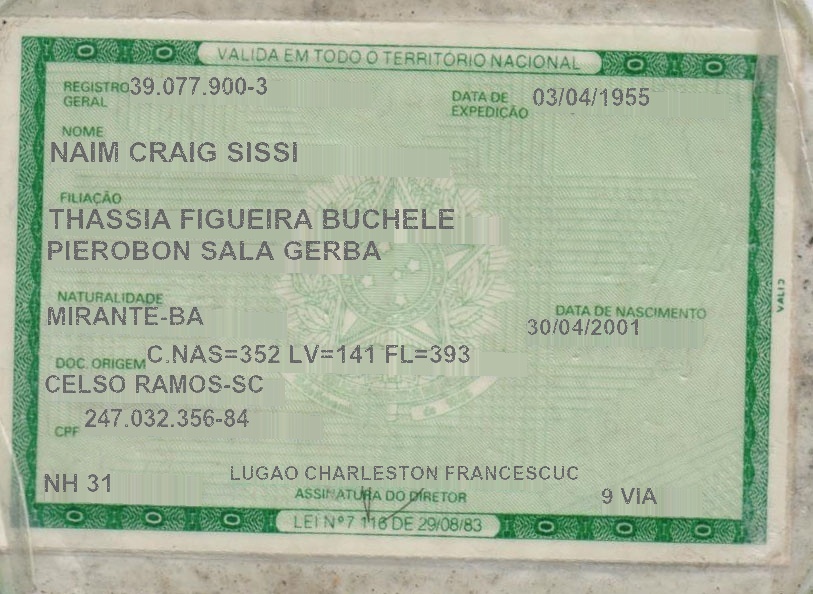 VALIDA EM TODO O TERRITÓRIO NACIONAL
REGISTRO GERAL 39.077.900-3
DATA DE EXPEDIÇÃO 03/04/1955
NOME
NAIM CRAIG SISSI
FILIAÇÃO
THASSIA FIGUEIRA BUCHELE
PIEROBON SALA GERBA
NATURALIDADE
MIRANTE-BA
DATA DE NASCIMENTO
30/04/2001
DOC. ORIGEM C.NAS=352 LV=141 FL=393
CELSO RAMOS-SC
CPF 247.032.356-84
NH 31
LUGAO CHARLESTON FRANCESCUC
ASSINATURA DO DIRETOR
9 VIA
LEI Nº 7.116 DE 29/08/83
VALID